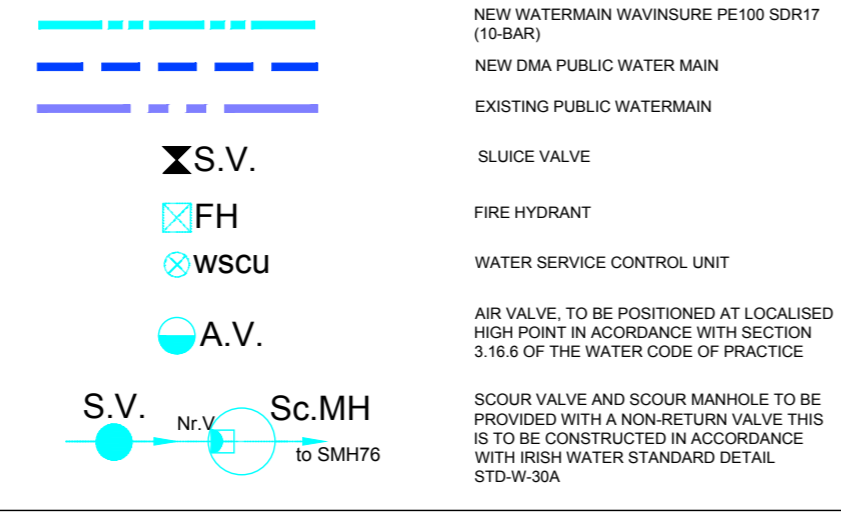 NEW WATERMAIN WAVINSURE PE100 SDR17
(10-BAR)
NEW DMA PUBLIC WATER MAIN
EXISTING PUBLIC WATERMAIN
S.V.
SLUICE VALVE
FH
FIRE HYDRANT
wscu
WATER SERVICE CONTROL UNIT
A.V.
AIR VALVE, TO BE POSITIONED AT LOCALISED
HIGH POINT IN ACORDANCE WITH SECTION
3.16.6 OF THE WATER CODE OF PRACTICE
S.V.
Nr.V
Sc.MH
to SMH76
SCOUR VALVE AND SCOUR MANHOLE TO BE
PROVIDED WITH A NON-RETURN VALVE THIS
IS TO BE CONSTRUCTED IN ACCORDANCE
WITH IRISH WATER STANDARD DETAIL
STD-W-30A